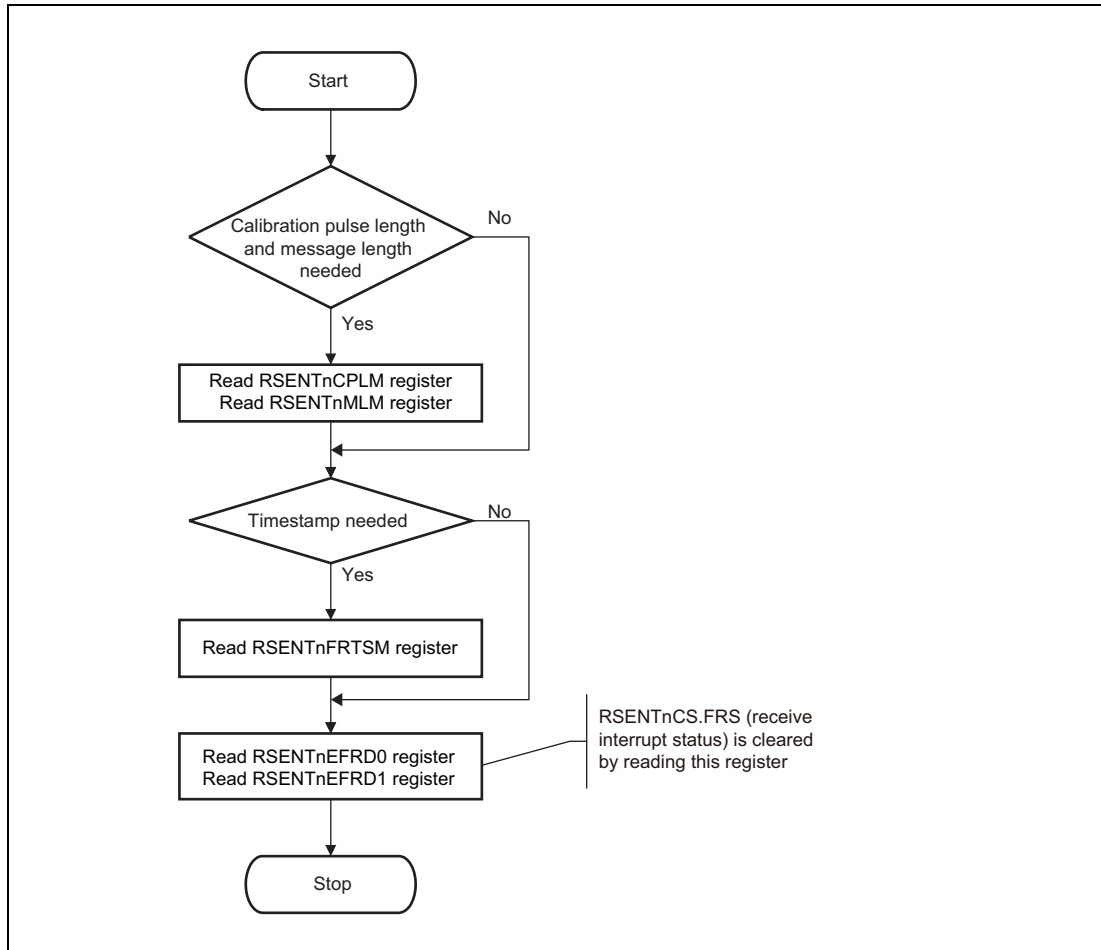 Start
Calibration pulse length
and message length
needed
No
Yes
Read RSENTnCPLM register
Read RSENTnMLM register
Timestamp needed
No
Yes
Read RSENTnFRTSM register
Read RSENTnEFRD0 register
Read RSENTnEFRD1 register
RSENTnCS.FRS (receive
interrupt status) is cleared
by reading this register
Stop